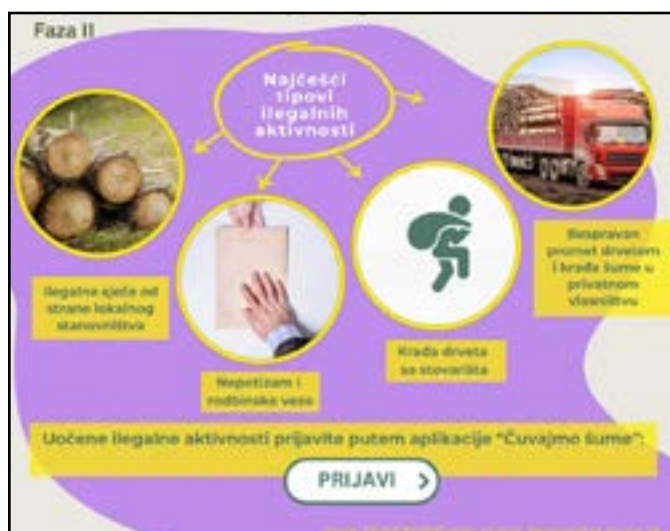 Faza II
Najčešći
tipovi
ilegalnih
aktivnosti
Ilegalne sječe od
strane lokalnog
stanovništva
Nepotizam i
rodbinske veze
Krađa drveta
sa stovarišta
Bespravan
promet drvetom
i krađa šume u
privatnom
vlasništvu
Uočene ilegalne aktivnosti prijavite putem aplikacije "Čuvajmo šume":
PRIJAVI